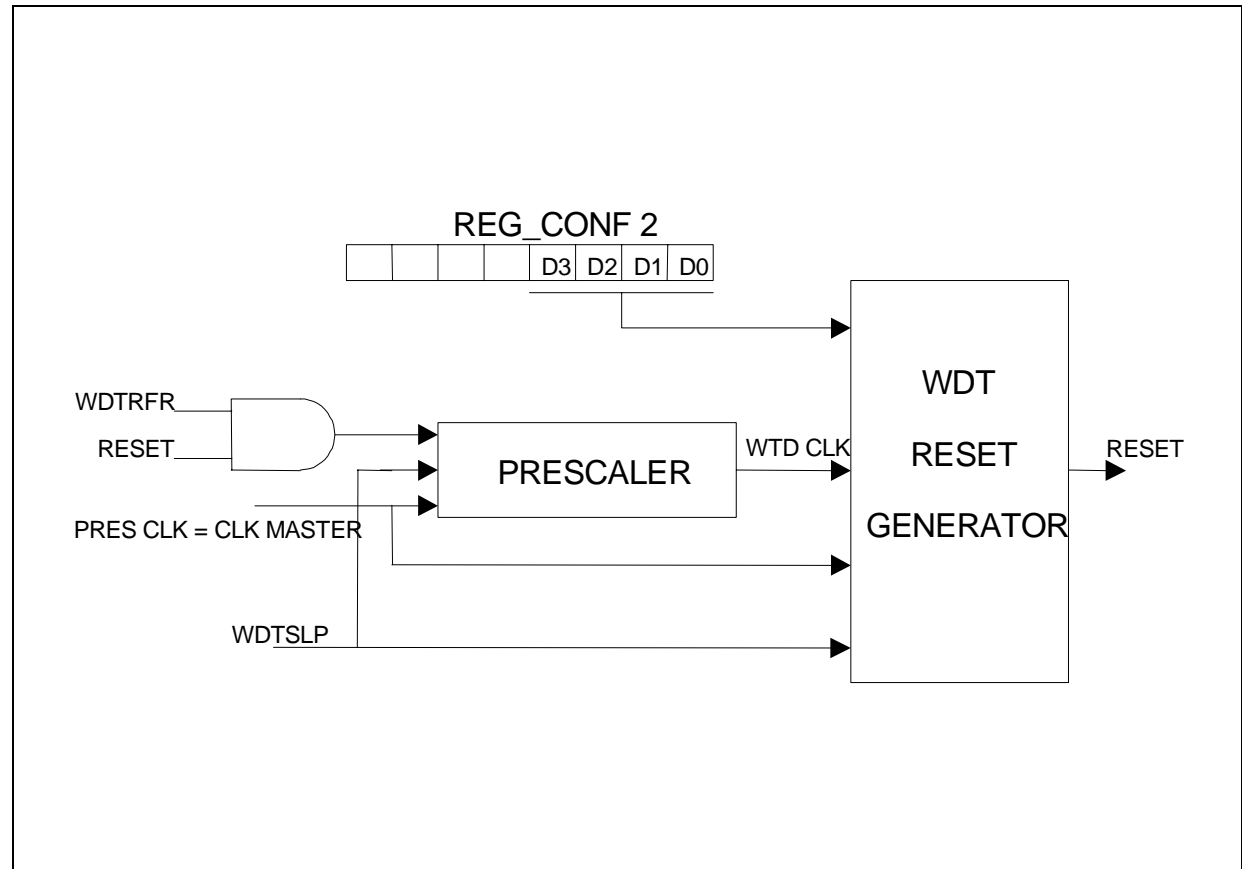 REG_CONF 2
D3 D2 D1 D0
WDTRFR
RESET
PRES CLK = CLK MASTER
WDTSLP
PRESCALER
WTD CLK
WDT
RESET
GENERATOR
RESET